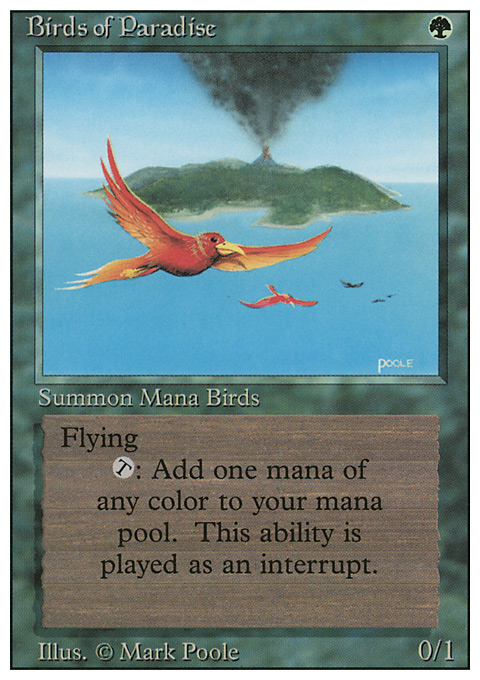 Birds of Paradise
POOLE
Summon Mana Birds
Flying
T: Add one mana of
any color to your mana
pool. This ability is
played as an interrupt.
Illus. © Mark Poole 0/1